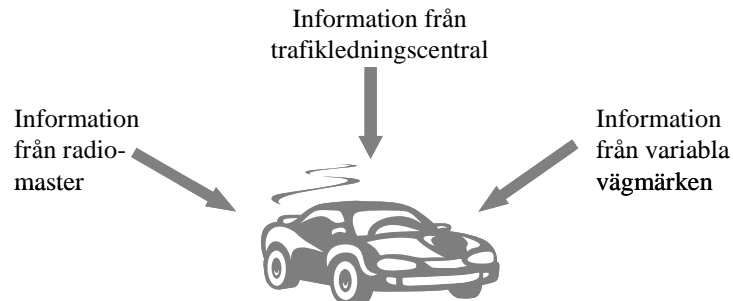 Information från
trafikledningscentral
Information
från radio-
master
Information
från variabla
vägmärken